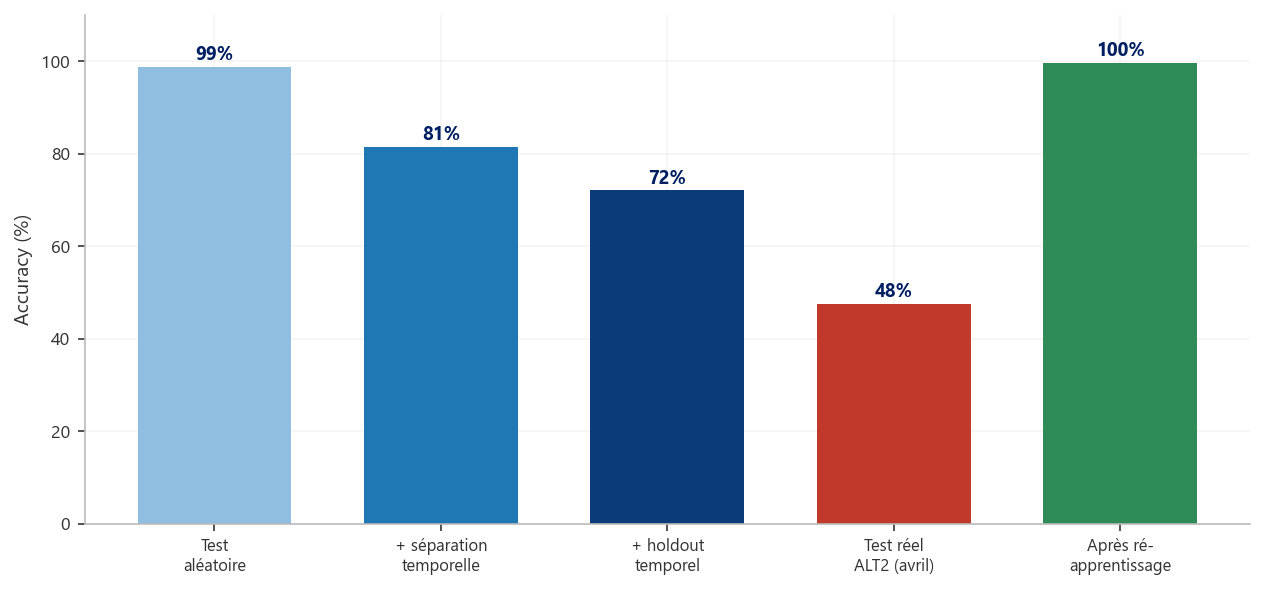 Accuracy (%)
100
80
60
40
20
0
99%
81%
72%
48%
100%
Test
aléatoire
+ séparation
temporelle
+ holdout
temporel
Test réel
ALT2 (avril)
Après ré-
apprentissage